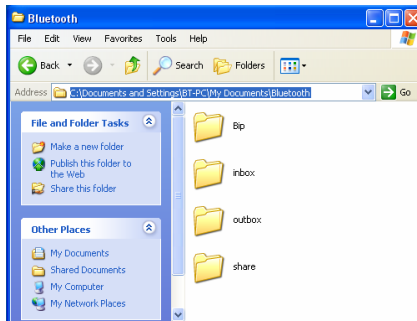 Bluetooth
File Edit View Favorites Tools Help
Back Search Folders
Address C:\Documents and Settings\BT-PC\My Documents\Bluetooth Go
File and Folder Tasks
Make a new folder
Publish this folder to
the Web
Share this folder
Other Places
My Documents
Shared Documents
My Computer
My Network Places
Bip
inbox
outbox
share